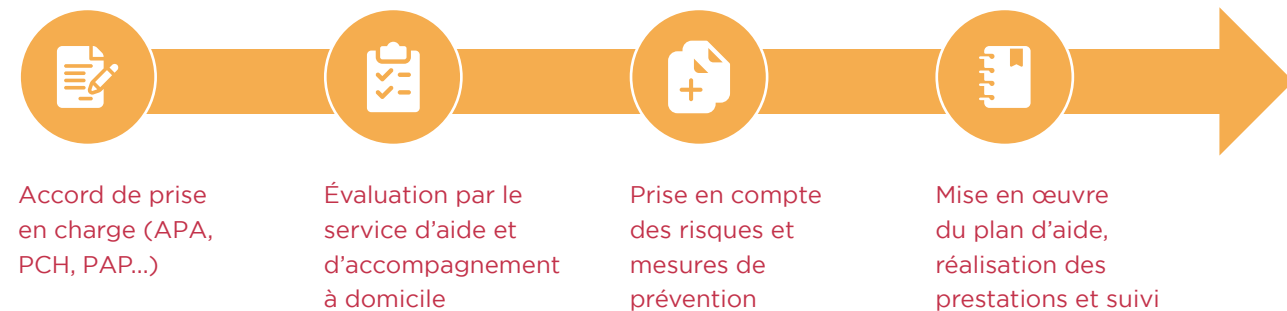 Accord de prise
en charge (APA,
PCH, PAP...)
Évaluation par le
service d'aide et
d'accompagnement
à domicile
Prise en compte
des risques et
mesures de
prévention
Mise en œuvre
du plan d'aide,
réalisation des
prestations et suivi